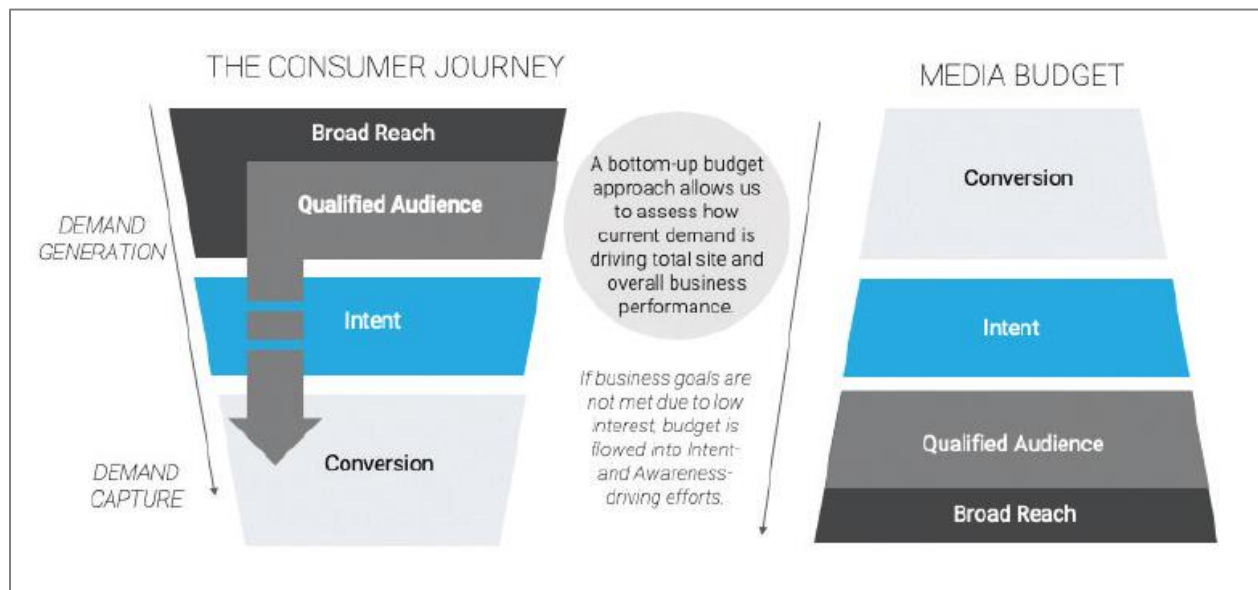 THE CONSUMER JOURNEY
Broad Reach
Qualified Audience
DEMAND
GENERATION
Intent
DEMAND
CAPTURE
Conversion
A bottom-up budget
approach allows us
to assess how
current demand is
driving total site and
overall business
performance.
If business goals are
not met due to low
interest, budget is
flowed into Intent-
and Awareness-
driving efforts.
MEDIA BUDGET
Conversion
Intent
Qualified Audience
Broad Reach